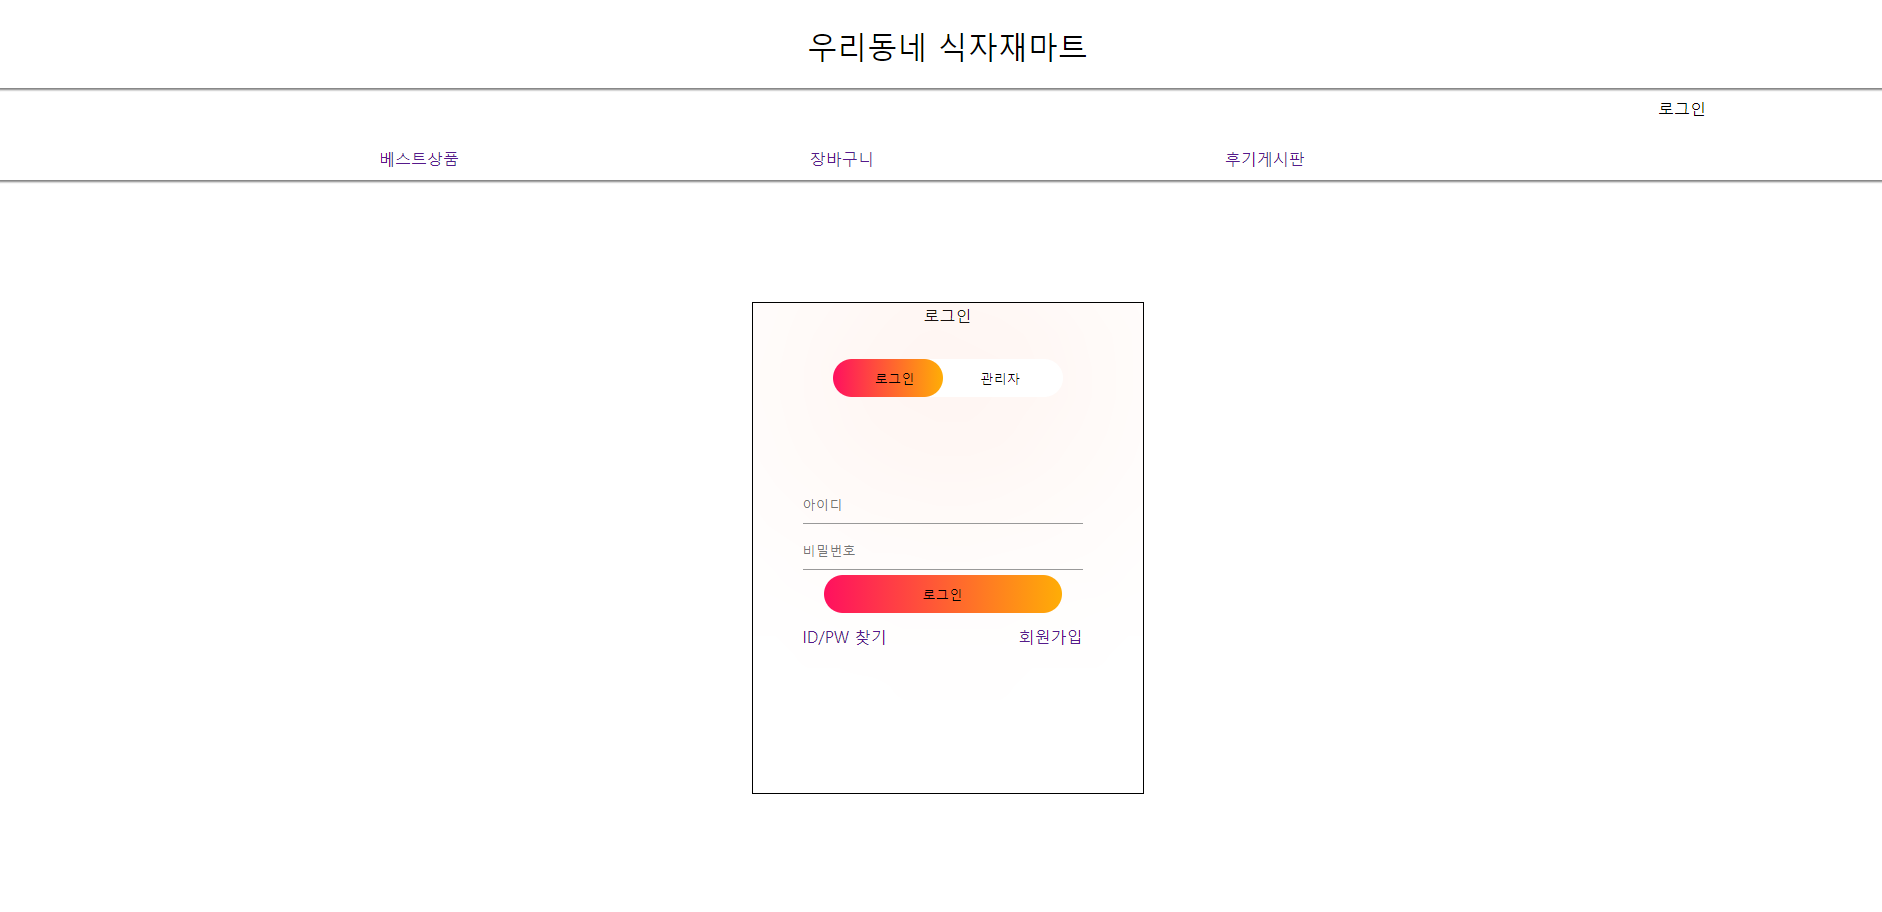 우리동네 식자재마트
로그인
베스트상품 장바구니 후기게시판
로그인
로그인 관리자
아이디
비밀번호
로그인
ID/PW 찾기 회원가입